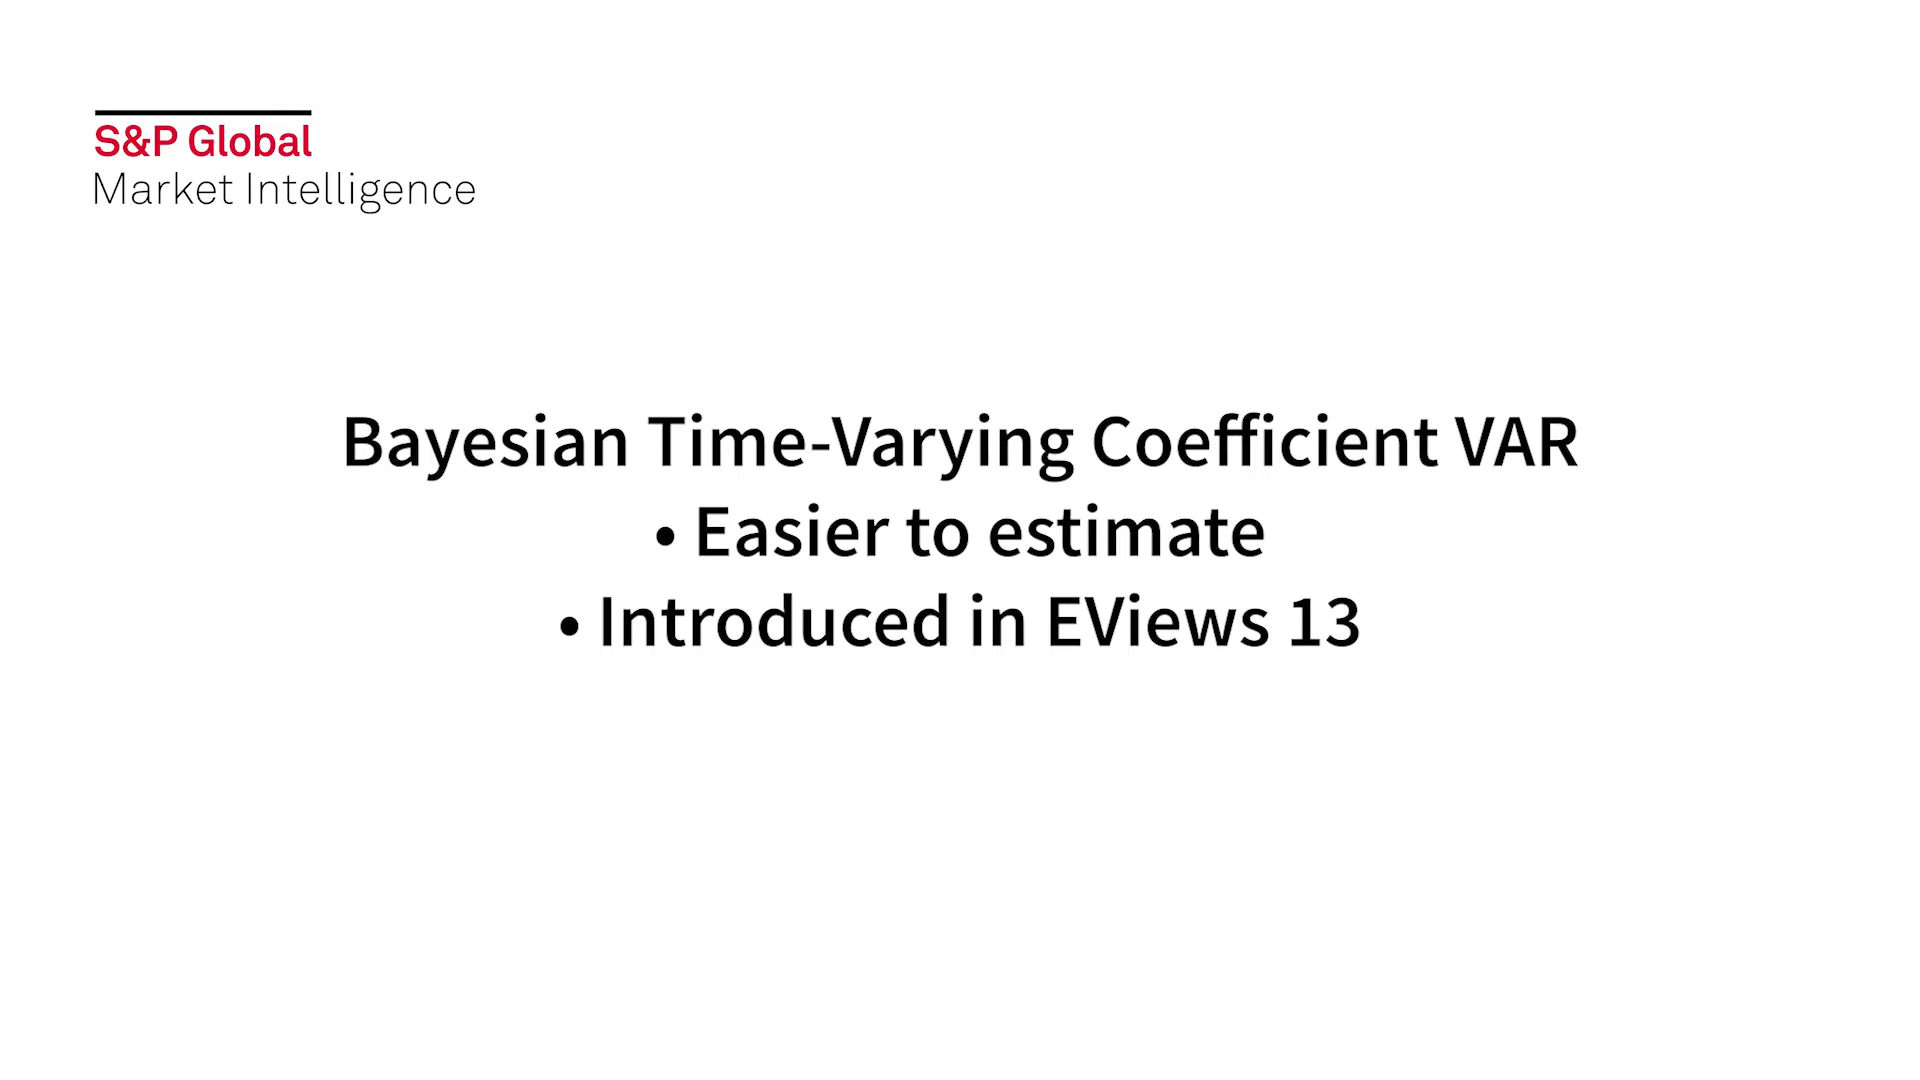 S&P Global
Market Intelligence
Bayesian Time-Varying Coefficient VAR
• Easier to estimate
• Introduced in EViews 13